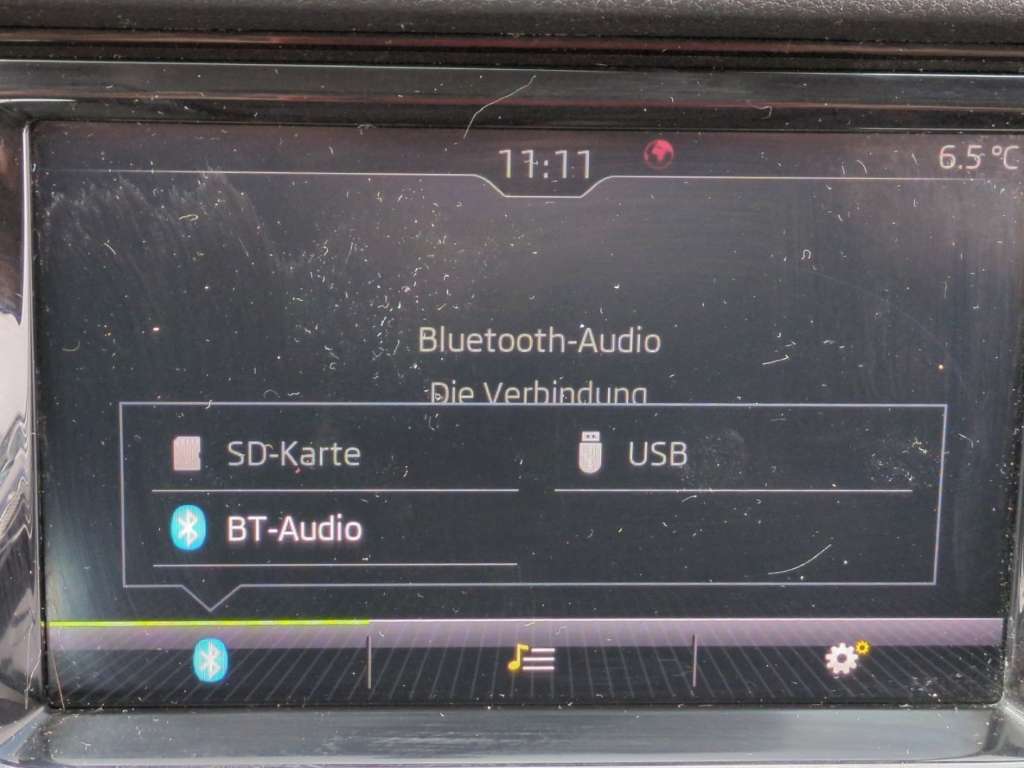 11:11
6.5 °C
Bluetooth-Audio
Die Verbindung
SD-Karte
USB
BT-Audio